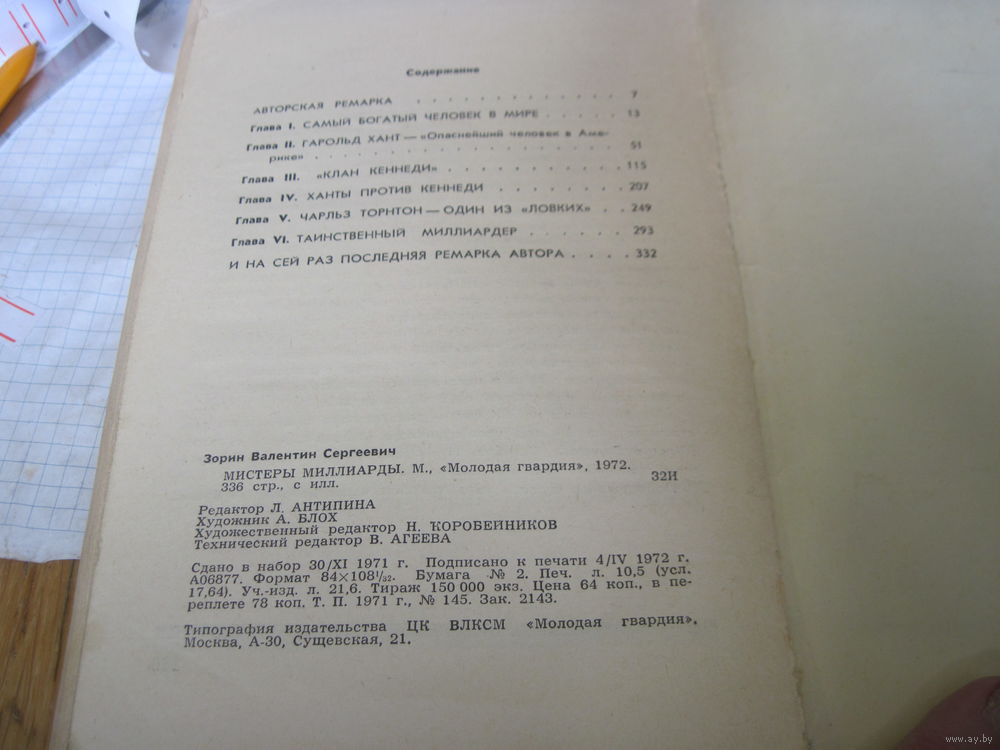 Содержание
АВТОРСКАЯ РЕМАРКА . . . . . . . . . . . . 7
Глава I. САМЫЙ БОГАТЫЙ ЧЕЛОВЕК В МИРЕ . . . . . 13
Глава II. ГАРОЛЬД ХАНТ — «Опаснейший человек в Аме-
рике» . . . . . . . . . . . . . . . . 51
Глава III. «КЛАН КЕННЕДИ» . . . . . . . . . 115
Глава IV. ХАНТЫ ПРОТИВ КЕННЕДИ . . . . . . . 207
Глава V. ЧАРЛЬЗ ТОРНТОН — ОДИН ИЗ «ЛОВКИХ» . . 249
Глава VI. ТАИНСТВЕННЫЙ МИЛЛИАРДЕР . . . . . 293
И НА СЕЙ РАЗ ПОСЛЕДНЯЯ РЕМАРКА АВТОРА . . . . 332
Зорин Валентин Сергеевич
МИСТЕРЫ МИЛЛИАРДЫ. М., «Молодая гвардия», 1972.
336 стр., с илл. 32И
Редактор Л. АНТИПИНА
Художник А. БЛОХ
Художественный редактор Н. КОРОБЕЙНИКОВ
Технический редактор В. АГЕЕВА
Сдано в набор 30/XI 1971 г. Подписано к печати 4/IV 1972 г.
А06877. Формат 84×108¹/₃₂. Бумага № 2. Печ. л. 10,5 (усл.
17,64). Уч.-изд. л. 21,6. Тираж 150 000 экз. Цена 64 коп., в пе-
реплете 78 коп. Т. П. 1971 г., № 145. Зак. 2143.
Типография издательства ЦК ВЛКСМ «Молодая гвардия».
Москва, А-30, Сущевская, 21.
www.ay.by